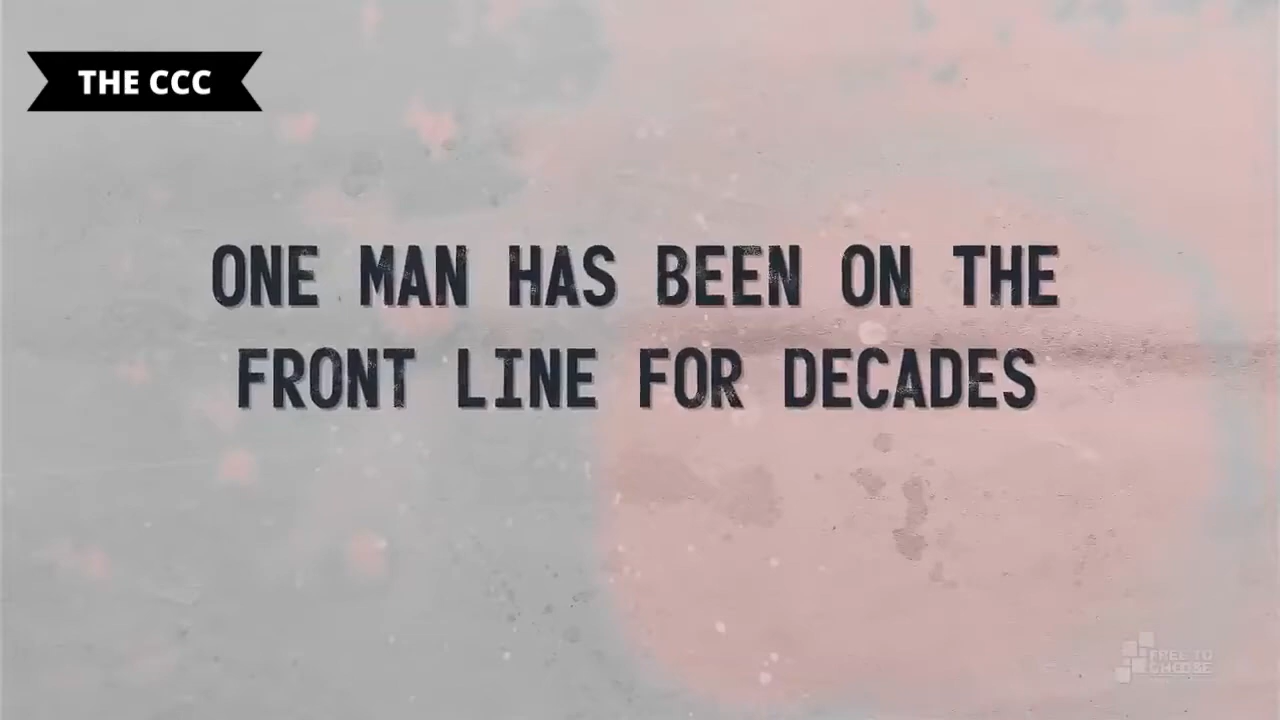 THE CCC
ONE MAN HAS BEEN ON THE
FRONT LINE FOR DECADES
FREE TO
CHOOSE